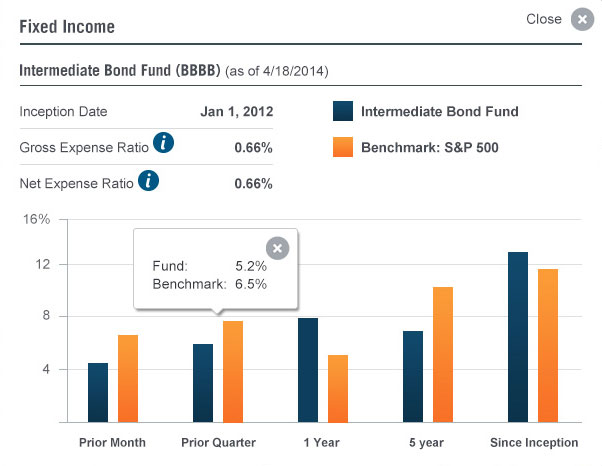 Close
Fixed Income
Intermediate Bond Fund (BBBB) (as of 4/18/2014)
Inception Date Jan 1, 2012
Gross Expense Ratio i 0.66%
Net Expense Ratio i 0.66%
Intermediate Bond Fund
Benchmark: S&P 500
16%
12
8
4
Fund: 5.2%
Benchmark: 6.5%
Prior Month Prior Quarter 1 Year 5 year Since Inception